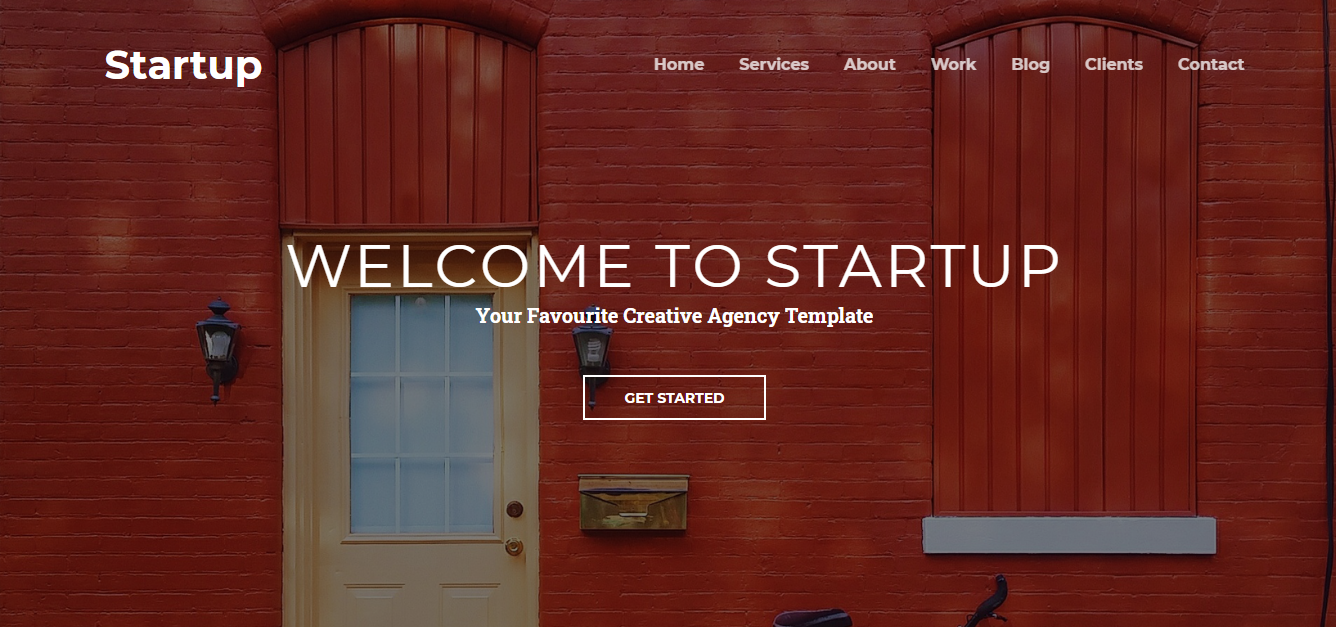 Startup
Home Services About Work Blog Clients Contact
WELCOME TO STARTUP
Your Favourite Creative Agency Template
GET STARTED